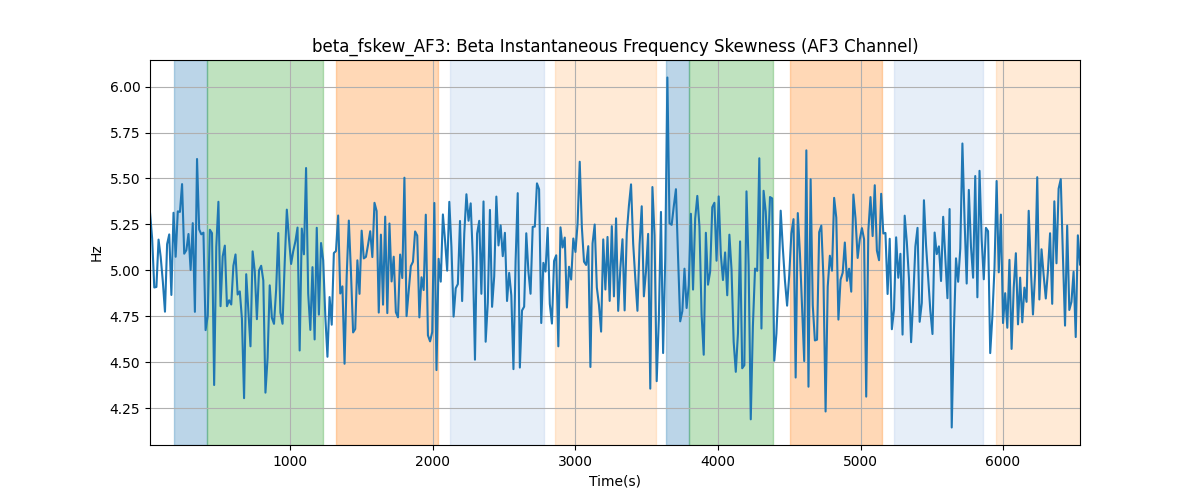 beta_fskew_AF3: Beta Instantaneous Frequency Skewness (AF3 Channel)
Hz
6.00
5.75
5.50
5.25
5.00
4.75
4.50
4.25
1000 2000 3000 4000 5000 6000
Time(s)